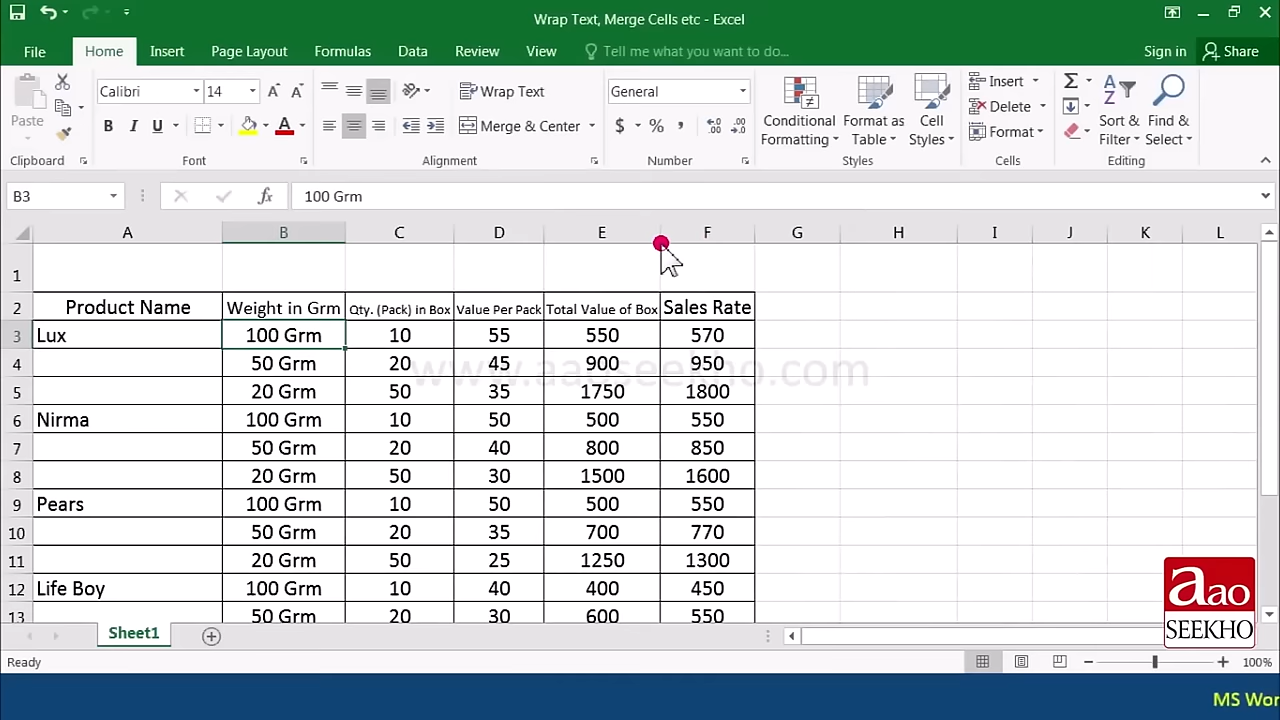 Wrap Text, Merge Cells etc - Excel
File Home Insert Page Layout Formulas Data Review View Tell me what you want to do... Sign in Share
Paste
Calibri 14
B I U
Wrap Text
Merge & Center
General
$ % ,
Conditional Formatting
Format as Table
Cell Styles
Insert
Delete
Format
Sort & Filter
Find & Select
Clipboard Font Alignment Number Styles Cells Editing
B3 fx 100 Grm
A B C D E F G H I J K L
1
2 Product Name Weight in Grm Qty. (Pack) in Box Value Per Pack Total Value of Box Sales Rate
3 Lux 100 Grm 10 55 550 570
4 50 Grm 20 45 900 950
www.aaoseekho.com
5 20 Grm 50 35 1750 1800
6 Nirma 100 Grm 10 50 500 550
7 50 Grm 20 40 800 850
8 20 Grm 50 30 1500 1600
9 Pears 100 Grm 10 50 500 550
10 50 Grm 20 35 700 770
11 20 Grm 50 25 1250 1300
12 Life Boy 100 Grm 10 40 400 450
13 50 Grm 20 30 600 550
aao
SEEKHO
Sheet1
Ready 100%
MS Wor